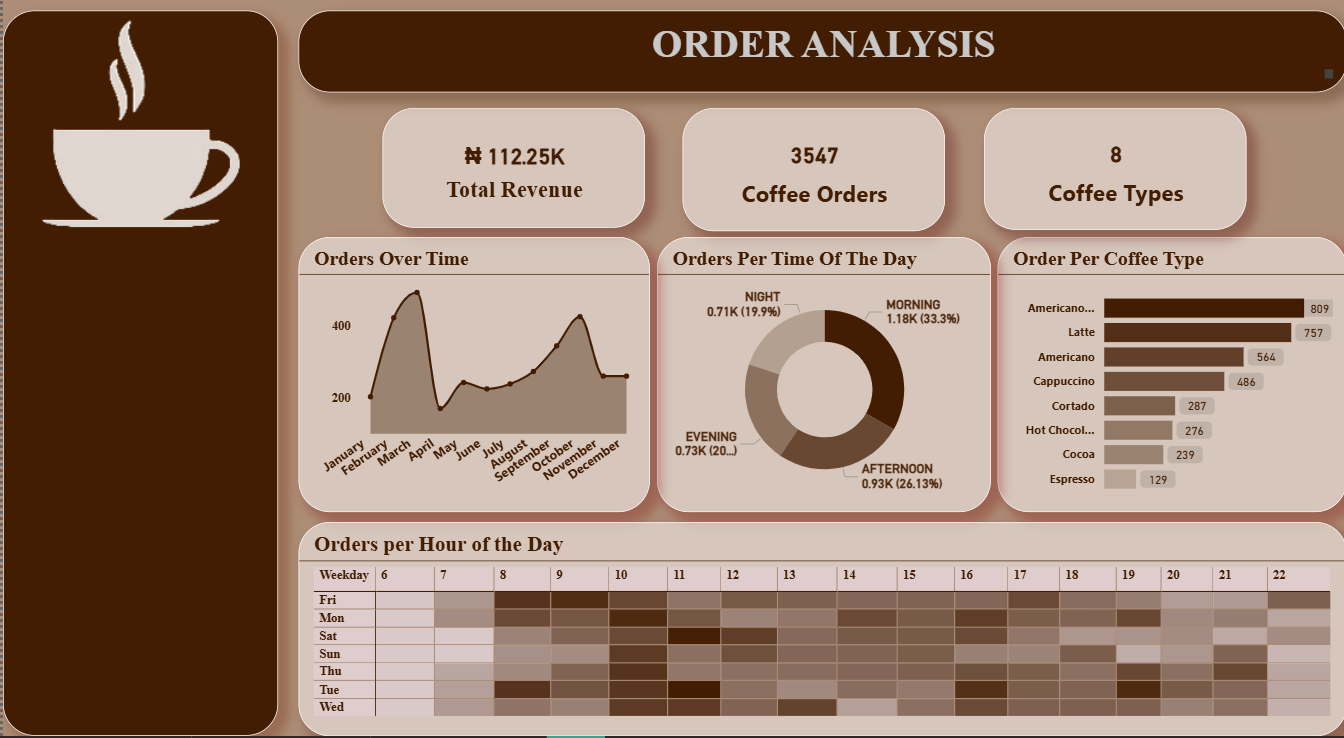 ORDER ANALYSIS
₦ 112.25K
Total Revenue
3547
Coffee Orders
8
Coffee Types
Orders Over Time
400
200
January
February
March
April
May
June
July
August
September
October
November
December
Orders Per Time Of The Day
NIGHT
0.71K (19.9%)
MORNING
1.18K (33.3%)
EVENING
0.73K (20...)
AFTERNOON
0.93K (26.13%)
Order Per Coffee Type
Americano... 809
Latte 757
Americano 564
Cappuccino 486
Cortado 287
Hot Chocol... 276
Cocoa 239
Espresso 129
Orders per Hour of the Day
Weekday 6 7 8 9 10 11 12 13 14 15 16 17 18 19 20 21 22
Fri
Mon
Sat
Sun
Thu
Tue
Wed